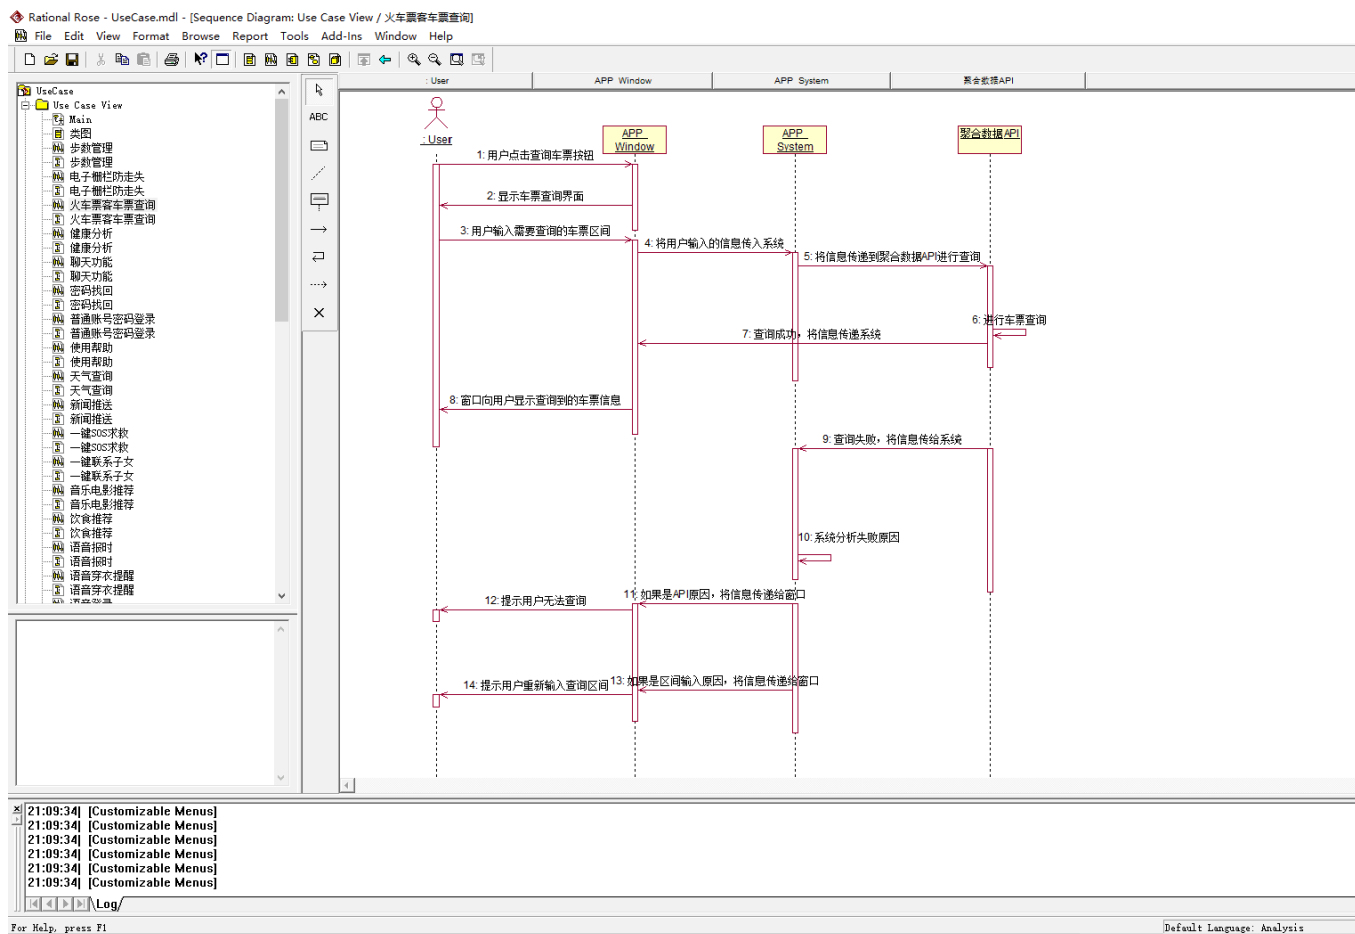 Rational Rose - UseCase.mdl - [Sequence Diagram: Use Case View / 火车票客车票查询]
File Edit View Format Browse Report Tools Add-Ins Window Help
: User APP Window APP System 聚合数据API
UseCase
Use Case View
Main
类图
步数管理
步数管理
电子栅栏防走失
电子栅栏防走失
火车票客车票查询
火车票客车票查询
健康分析
健康分析
聊天功能
聊天功能
密码找回
密码找回
普通账号密码登录
普通账号密码登录
使用帮助
使用帮助
天气查询
天气查询
新闻推送
新闻推送
一键SOS求救
一键SOS求救
一键联系子女
一键联系子女
音乐电影推荐
音乐电影推荐
饮食推荐
饮食推荐
语音报时
语音报时
语音穿衣提醒
语音穿衣提醒
语音登录
ABC
: User
APP
Window
APP
System
聚合数据API
1: 用户点击查询车票按钮
2: 显示车票查询界面
3: 用户输入需要查询的车票区间
4: 将用户输入的信息传入系统
5: 将信息传递到聚合数据API进行查询
6: 进行车票查询
7: 查询成功，将信息传递系统
8: 窗口向用户显示查询到的车票信息
9: 查询失败，将信息传给系统
10: 系统分析失败原因
11: 如果是API原因，将信息传递给窗口
12: 提示用户无法查询
13: 如果是区间输入原因，将信息传递给窗口
14: 提示用户重新输入查询区间
21:09:34| [Customizable Menus]
21:09:34| [Customizable Menus]
21:09:34| [Customizable Menus]
21:09:34| [Customizable Menus]
21:09:34| [Customizable Menus]
21:09:34| [Customizable Menus]
Log
For Help, press F1
Default Language: Analysis